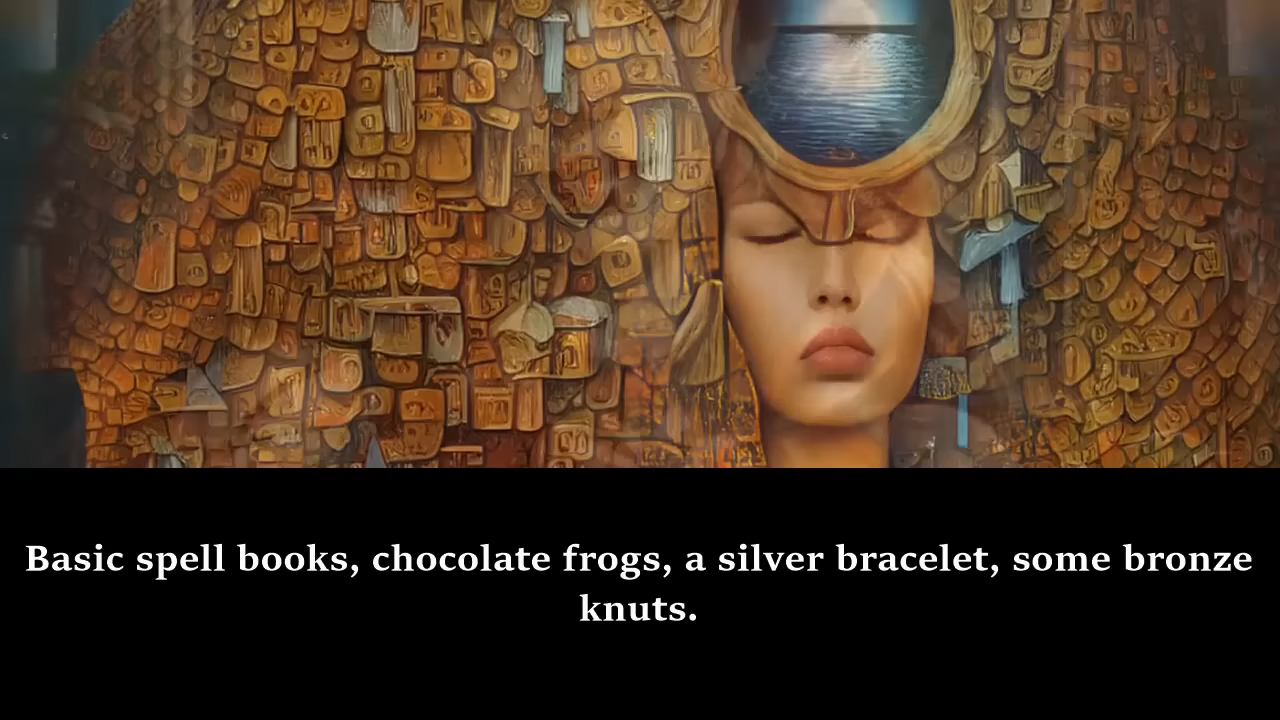 Basic spell books, chocolate frogs, a silver bracelet, some bronze
knuts.